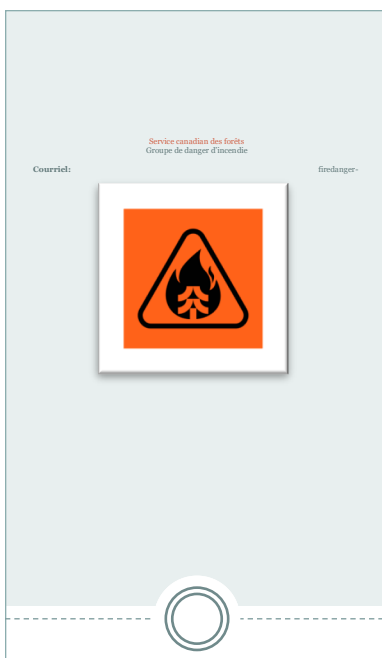 Service canadian des forêts
Groupe de danger d'incendie
Courriel: firedanger-